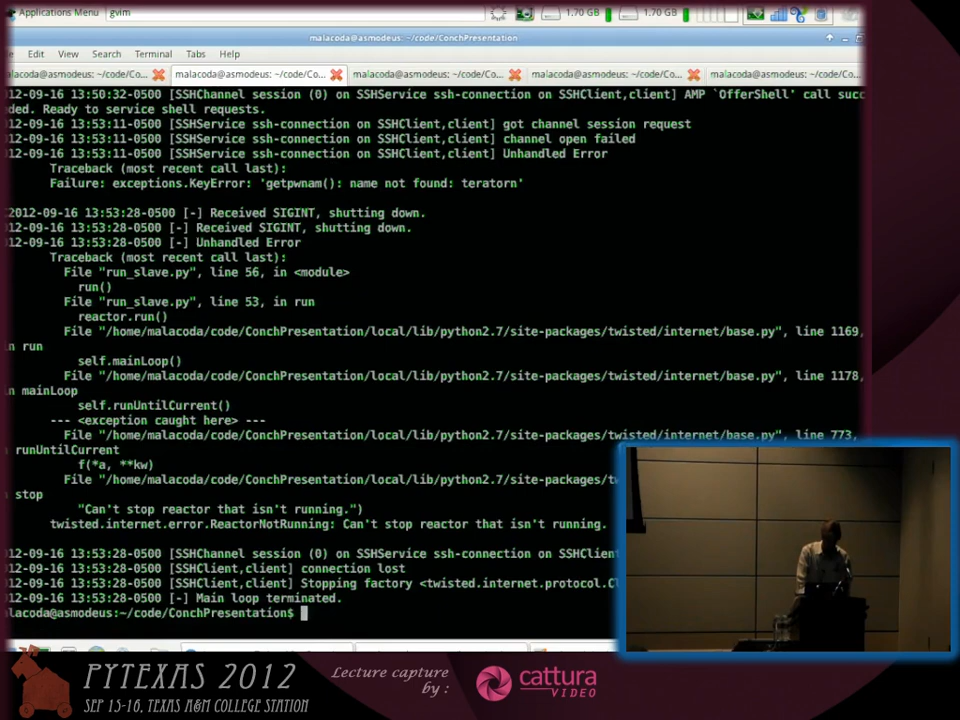 Applications Menu gvim 1.70 GB 1.70 GB
malacoda@asmodeus: ~/code/ConchPresentation
Edit View Search Terminal Tabs Help
alacoda@asmodeus: ~/code/Co... malacoda@asmodeus: ~/code/Co... malacoda@asmodeus: ~/code/Co... malacoda@asmodeus: ~/code/Co... malacoda@asmodeus: ~/code/Co...
12-09-16 13:50:32-0500 [SSHChannel session (0) on SSHService ssh-connection on SSHClient,client] AMP `OfferShell' call succ
ded. Ready to service shell requests.
12-09-16 13:53:11-0500 [SSHService ssh-connection on SSHClient,client] got channel session request
12-09-16 13:53:11-0500 [SSHService ssh-connection on SSHClient,client] channel open failed
12-09-16 13:53:11-0500 [SSHService ssh-connection on SSHClient,client] Unhandled Error
Traceback (most recent call last):
Failure: exceptions.KeyError: 'getpwnam(): name not found: teratorn'
2012-09-16 13:53:28-0500 [-] Received SIGINT, shutting down.
12-09-16 13:53:28-0500 [-] Received SIGINT, shutting down.
12-09-16 13:53:28-0500 [-] Unhandled Error
Traceback (most recent call last):
File "run_slave.py", line 56, in <module>
run()
File "run_slave.py", line 53, in run
reactor.run()
File "/home/malacoda/code/ConchPresentation/local/lib/python2.7/site-packages/twisted/internet/base.py", line 1169,
n run
self.mainLoop()
File "/home/malacoda/code/ConchPresentation/local/lib/python2.7/site-packages/twisted/internet/base.py", line 1178,
n mainLoop
self.runUntilCurrent()
--- <exception caught here> ---
File "/home/malacoda/code/ConchPresentation/local/lib/python2.7/site-packages/twisted/internet/base.py", line 773,
runUntilCurrent
f(*a, **kw)
File "/home/malacoda/code/ConchPresentation/local/lib/python2.7/site-packages/tw
stop
"Can't stop reactor that isn't running.")
twisted.internet.error.ReactorNotRunning: Can't stop reactor that isn't running.
12-09-16 13:53:28-0500 [SSHChannel session (0) on SSHService ssh-connection on SSHClient
12-09-16 13:53:28-0500 [SSHClient,client] connection lost
12-09-16 13:53:28-0500 [SSHClient,client] Stopping factory <twisted.internet.protocol.Cl
12-09-16 13:53:28-0500 [-] Main loop terminated.
lacoda@asmodeus:~/code/ConchPresentation$
PYTEXAS 2012
SEP 15-16, TEXAS A&M COLLEGE STATION
Lecture capture
by :
cattura
VIDEO